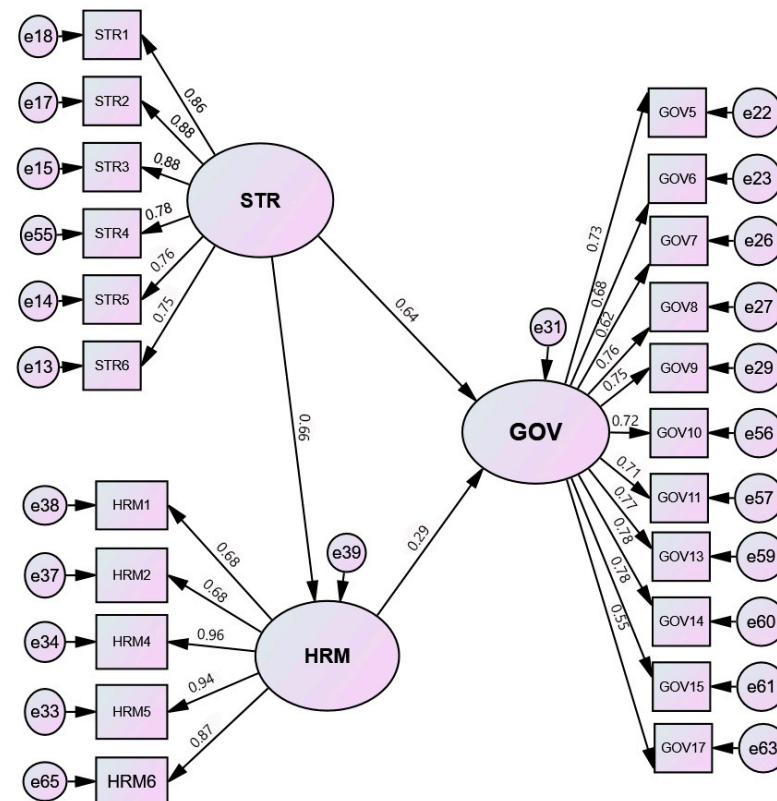 e18
STR1
0.86
e17
STR2
0.88
e15
STR3
0.88
e55
STR4
0.78
e14
STR5
0.76
e13
STR6
0.75
STR
0.64
0.66
e38
HRM1
0.68
e37
HRM2
0.68
e34
HRM4
0.96
e33
HRM5
0.94
e65
HRM6
0.87
HRM
e39
0.29
e31
GOV
0.73
GOV5
e22
0.68
GOV6
e23
0.62
GOV7
e26
0.76
GOV8
e27
0.75
GOV9
e29
0.72
GOV10
e56
0.71
GOV11
e57
0.77
GOV13
e59
0.78
GOV14
e60
0.78
GOV15
e61
0.55
GOV17
e63